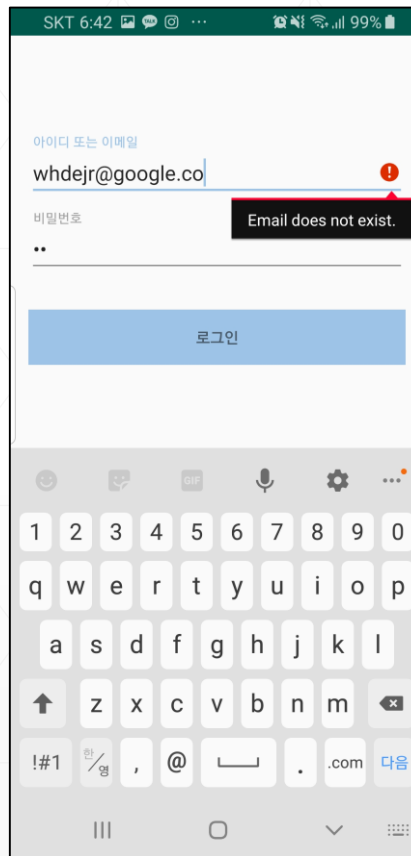 SKT 6:42 99%
아이디 또는 이메일
whdejr@google.co
비밀번호
Email does not exist.
로그인
GIF
1 2 3 4 5 6 7 8 9 0
q w e r t y u i o p
a s d f g h j k l
z x c v b n m
!#1 한/영 , @ . .com 다음